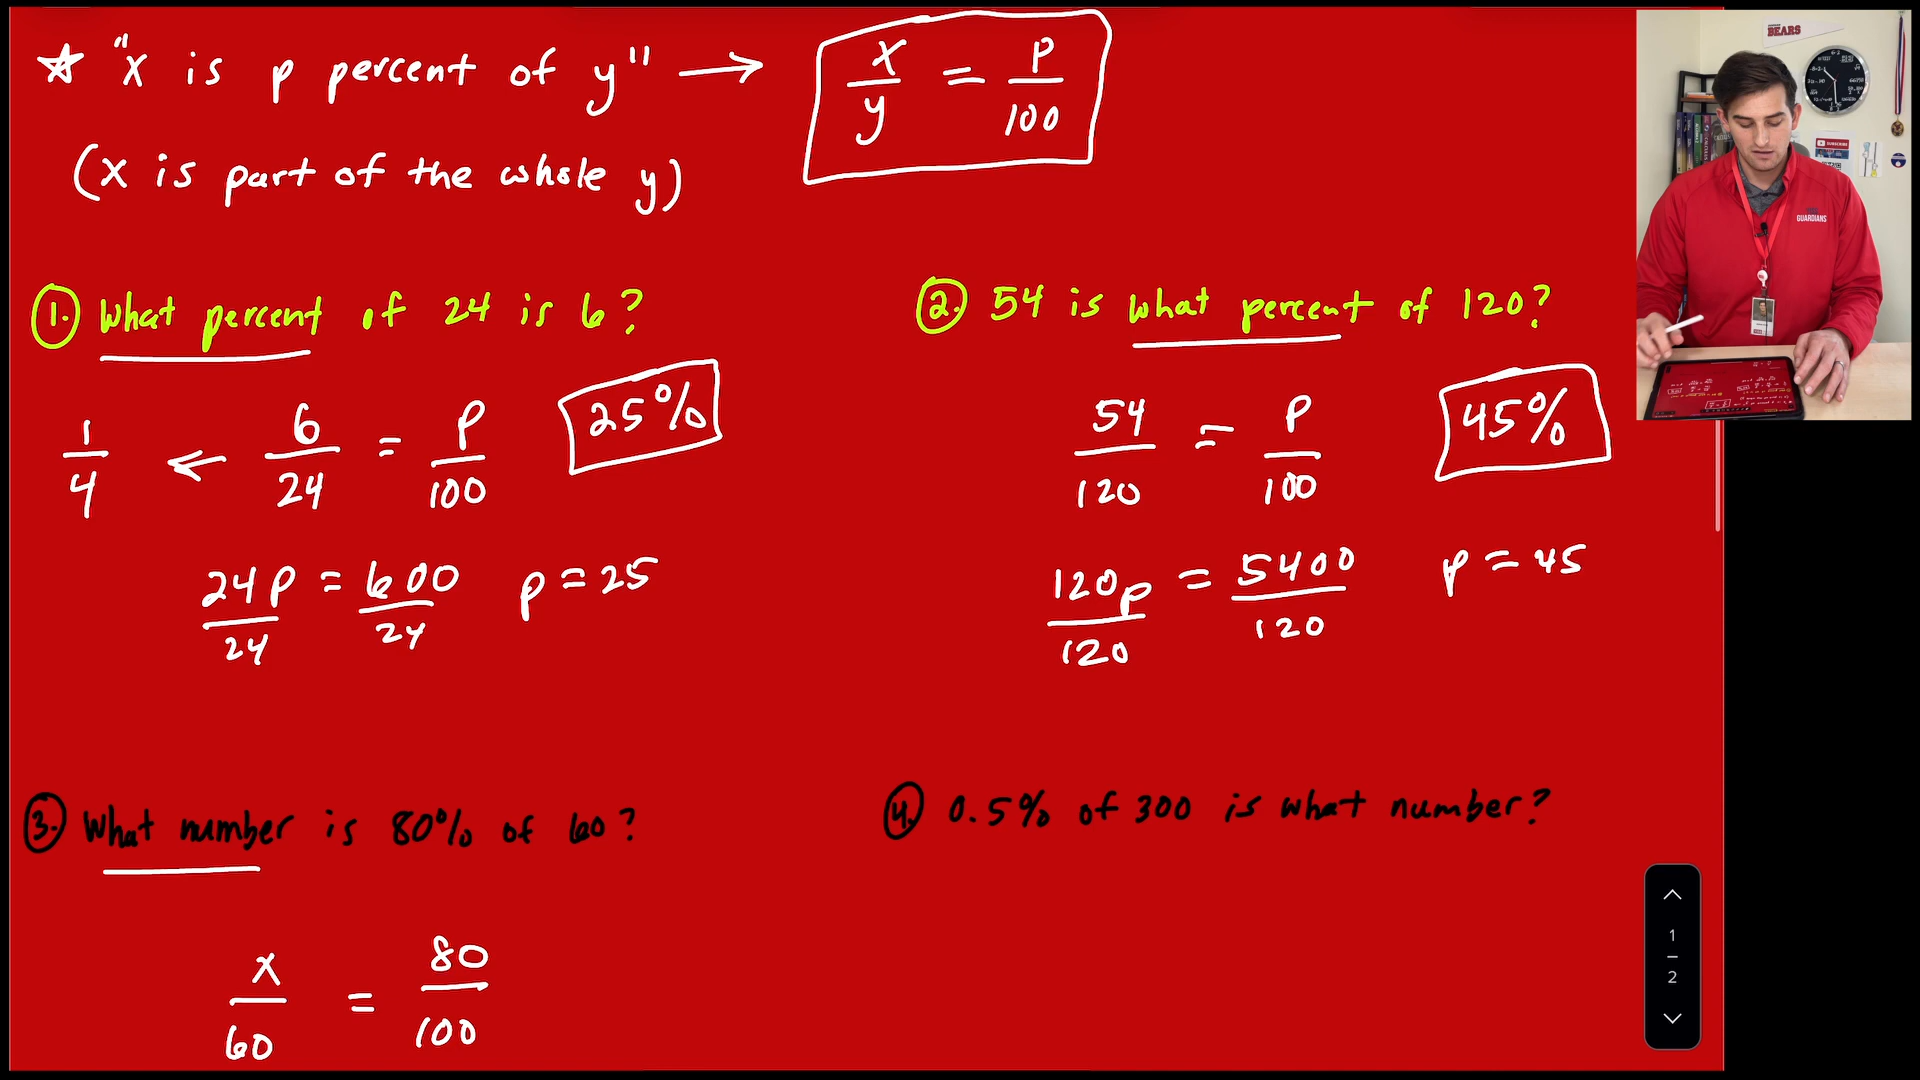 ☆ "x is p percent of y" → x/y = p/100
(x is part of the whole y)
1. What percent of 24 is 6?
1/4 ← 6/24 = p/100
25%
24p/24 = 600/24 p = 25
2. 54 is what percent of 120?
54/120 = p/100
45%
120p/120 = 5400/120 p = 45
3. What number is 80% of 60?
x/60 = 80/100
4. 0.5% of 300 is what number?
BEARS
SUBSCRIBE
GUARDIANS
1
2